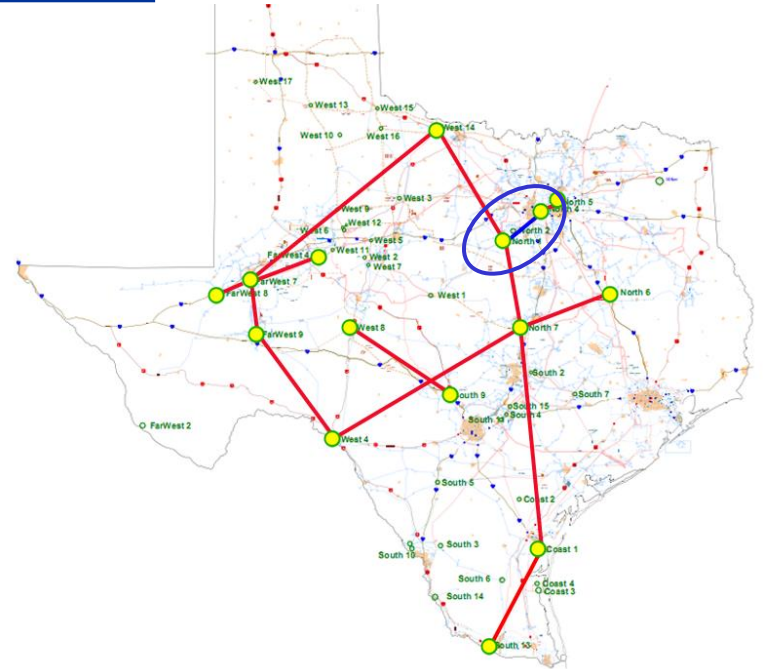 West 17
West 13
West 15
West 10
West 16
West 14
West 3
North 5
West 9
West 12
West 6
North 2
West 5
West 11
FarWest 4
West 2
West 7
FarWest 7
FarWest 8
West 1
North 6
FarWest 9
West 8
North 7
South 2
South 9
South 7
South 15
South 4
FarWest 2
West 4
South 5
Coast 2
South 3
Coast 1
South 10
South 6
Coast 4
Coast 3
South 14
South 13